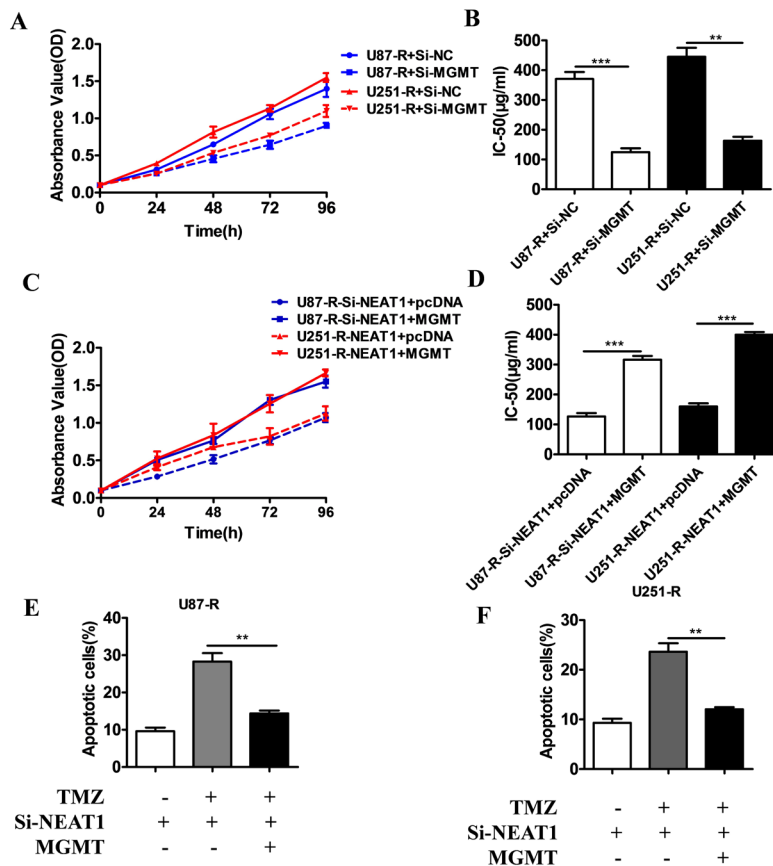 A
Absorbance Value(OD)
2.0
1.5
1.0
0.5
0.0
0 24 48 72 96
Time(h)
U87-R+Si-NC
U87-R+Si-MGMT
U251-R+Si-NC
U251-R+Si-MGMT
B
IC-50(μg/ml)
500
400
300
200
100
0
***
**
U87-R+Si-NC
U87-R+Si-MGMT
U251-R+Si-NC
U251-R+Si-MGMT
C
Absorbance Value(OD)
2.0
1.5
1.0
0.5
0.0
0 24 48 72 96
Time(h)
U87-R-Si-NEAT1+pcDNA
U87-R-Si-NEAT1+MGMT
U251-R-NEAT1+pcDNA
U251-R-NEAT1+MGMT
D
IC-50(μg/ml)
500
400
300
200
100
0
***
***
U87-R-Si-NEAT1+pcDNA
U87-R-Si-NEAT1+MGMT
U251-R-NEAT1+pcDNA
U251-R-NEAT1+MGMT
E
U87-R
Apoptotic cells(%)
40
30
20
10
0
**
TMZ - + +
Si-NEAT1 + + +
MGMT - - +
F
U251-R
Apoptotic cells(%)
30
20
10
0
**
TMZ - + +
Si-NEAT1 + + +
MGMT - - +